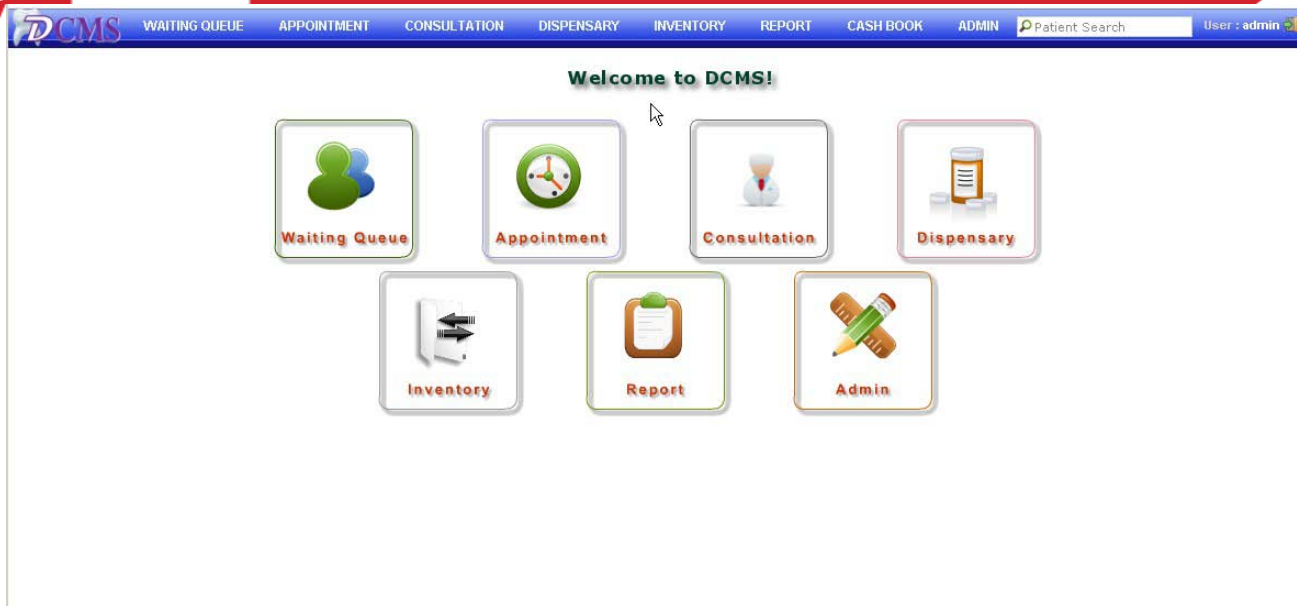 DCMS WAITING QUEUE APPOINTMENT CONSULTATION DISPENSARY INVENTORY REPORT CASH BOOK ADMIN Patient Search User : admin
Welcome to DCMS!
Waiting Queue Appointment Consultation Dispensary
Inventory Report Admin